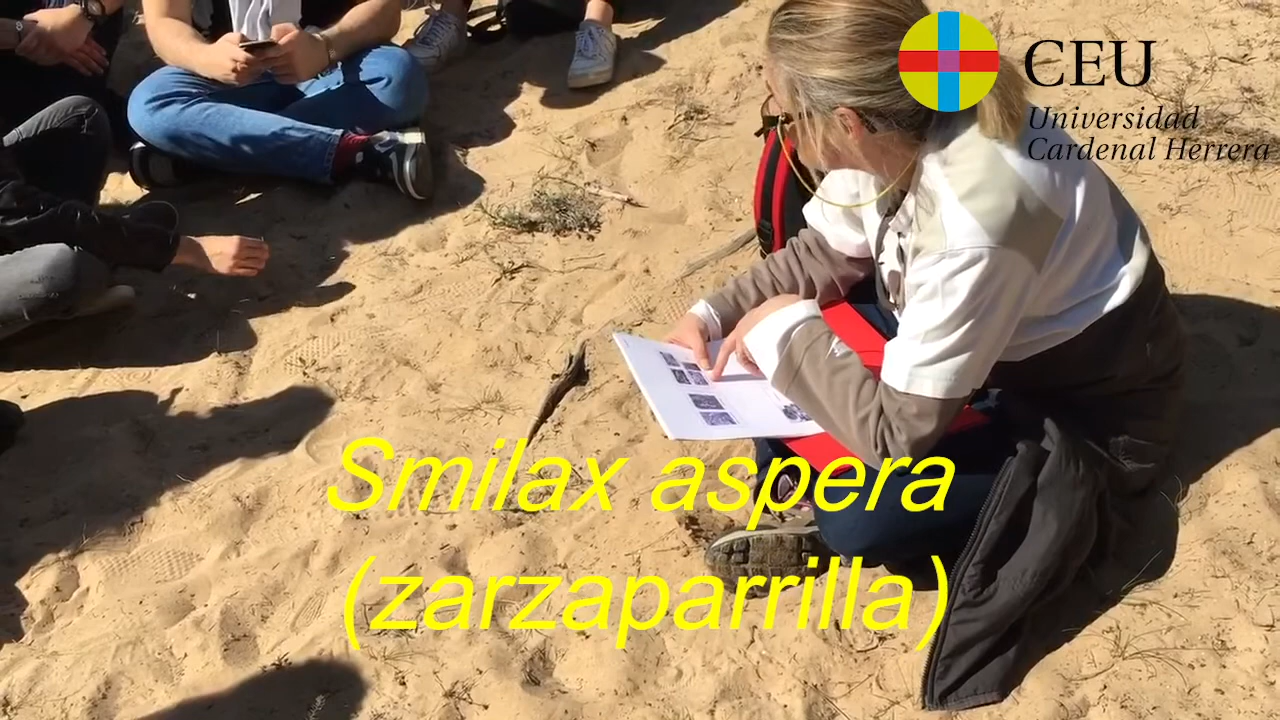 CEU
Universidad
Cardenal Herrera
Smilax aspera
(zarzaparrilla)